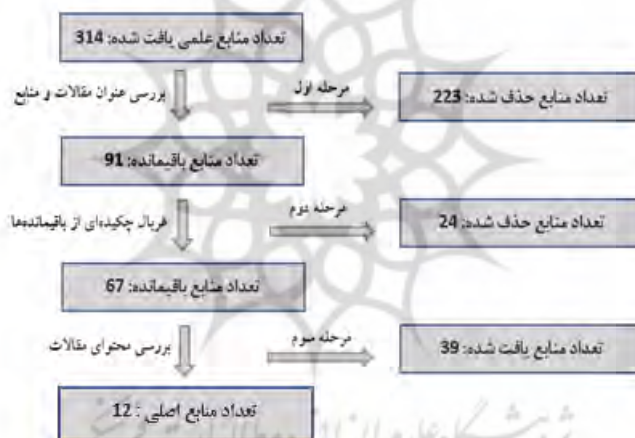 تعداد منابع علمی یافت شده: 314
بررسی عنوان مقالات و منابع
مرحله اول
تعداد منابع حذف شده: 223
تعداد منابع باقیمانده: 91
غربال چکیده‌ای از باقیمانده‌ها
مرحله دوم
تعداد منابع حذف شده: 24
تعداد منابع باقیمانده: 67
بررسی محتوای مقالات
مرحله سوم
تعداد منابع یافت شده: 39
تعداد منابع اصلی: 12